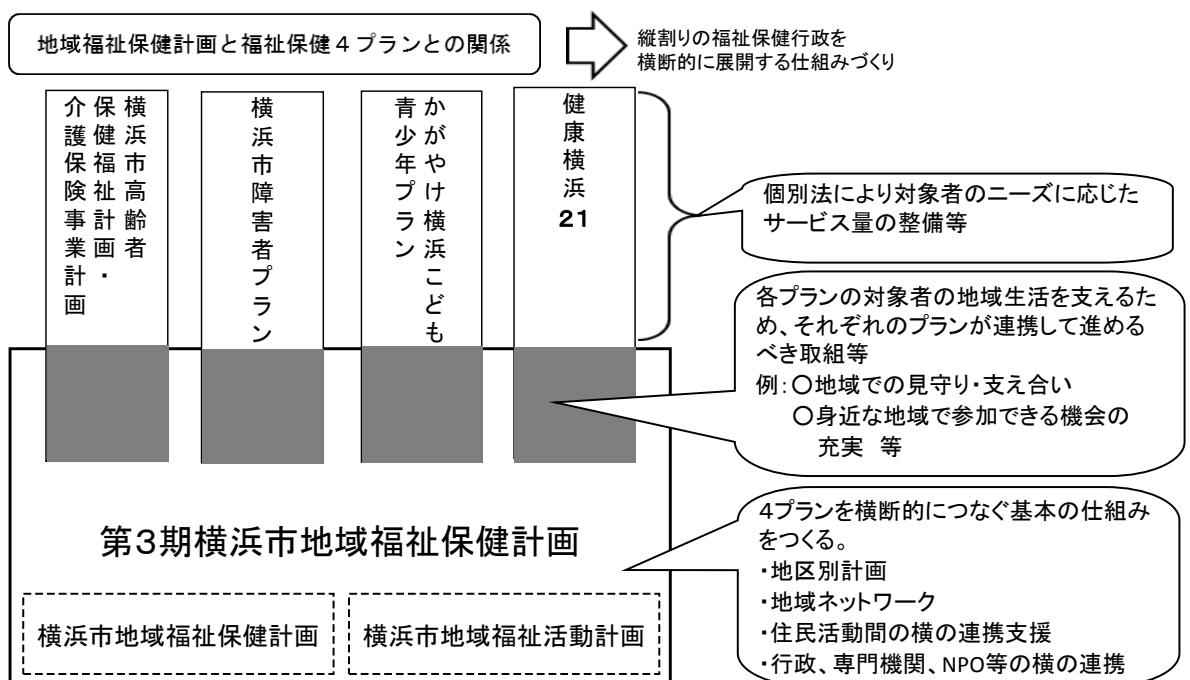 地域福祉保健計画と福祉保健４プランとの関係
縦割りの福祉保健行政を
横断的に展開する仕組みづくり
横浜市高齢者
保健福祉計画・
介護保険事業計画
横浜市障害者プラン
かがやけ横浜こども
青少年プラン
健康横浜21
個別法により対象者のニーズに応じた
サービス量の整備等
各プランの対象者の地域生活を支えるた
め、それぞれのプランが連携して進める
べき取組等
例：〇地域での見守り・支え合い
〇身近な地域で参加できる機会の
充実　等
第３期横浜市地域福祉保健計画
４プランを横断的につなぐ基本の仕組み
をつくる。
・地区別計画
・地域ネットワーク
・住民活動間の横の連携支援
・行政、専門機関、NPO等の横の連携
横浜市地域福祉保健計画
横浜市地域福祉活動計画